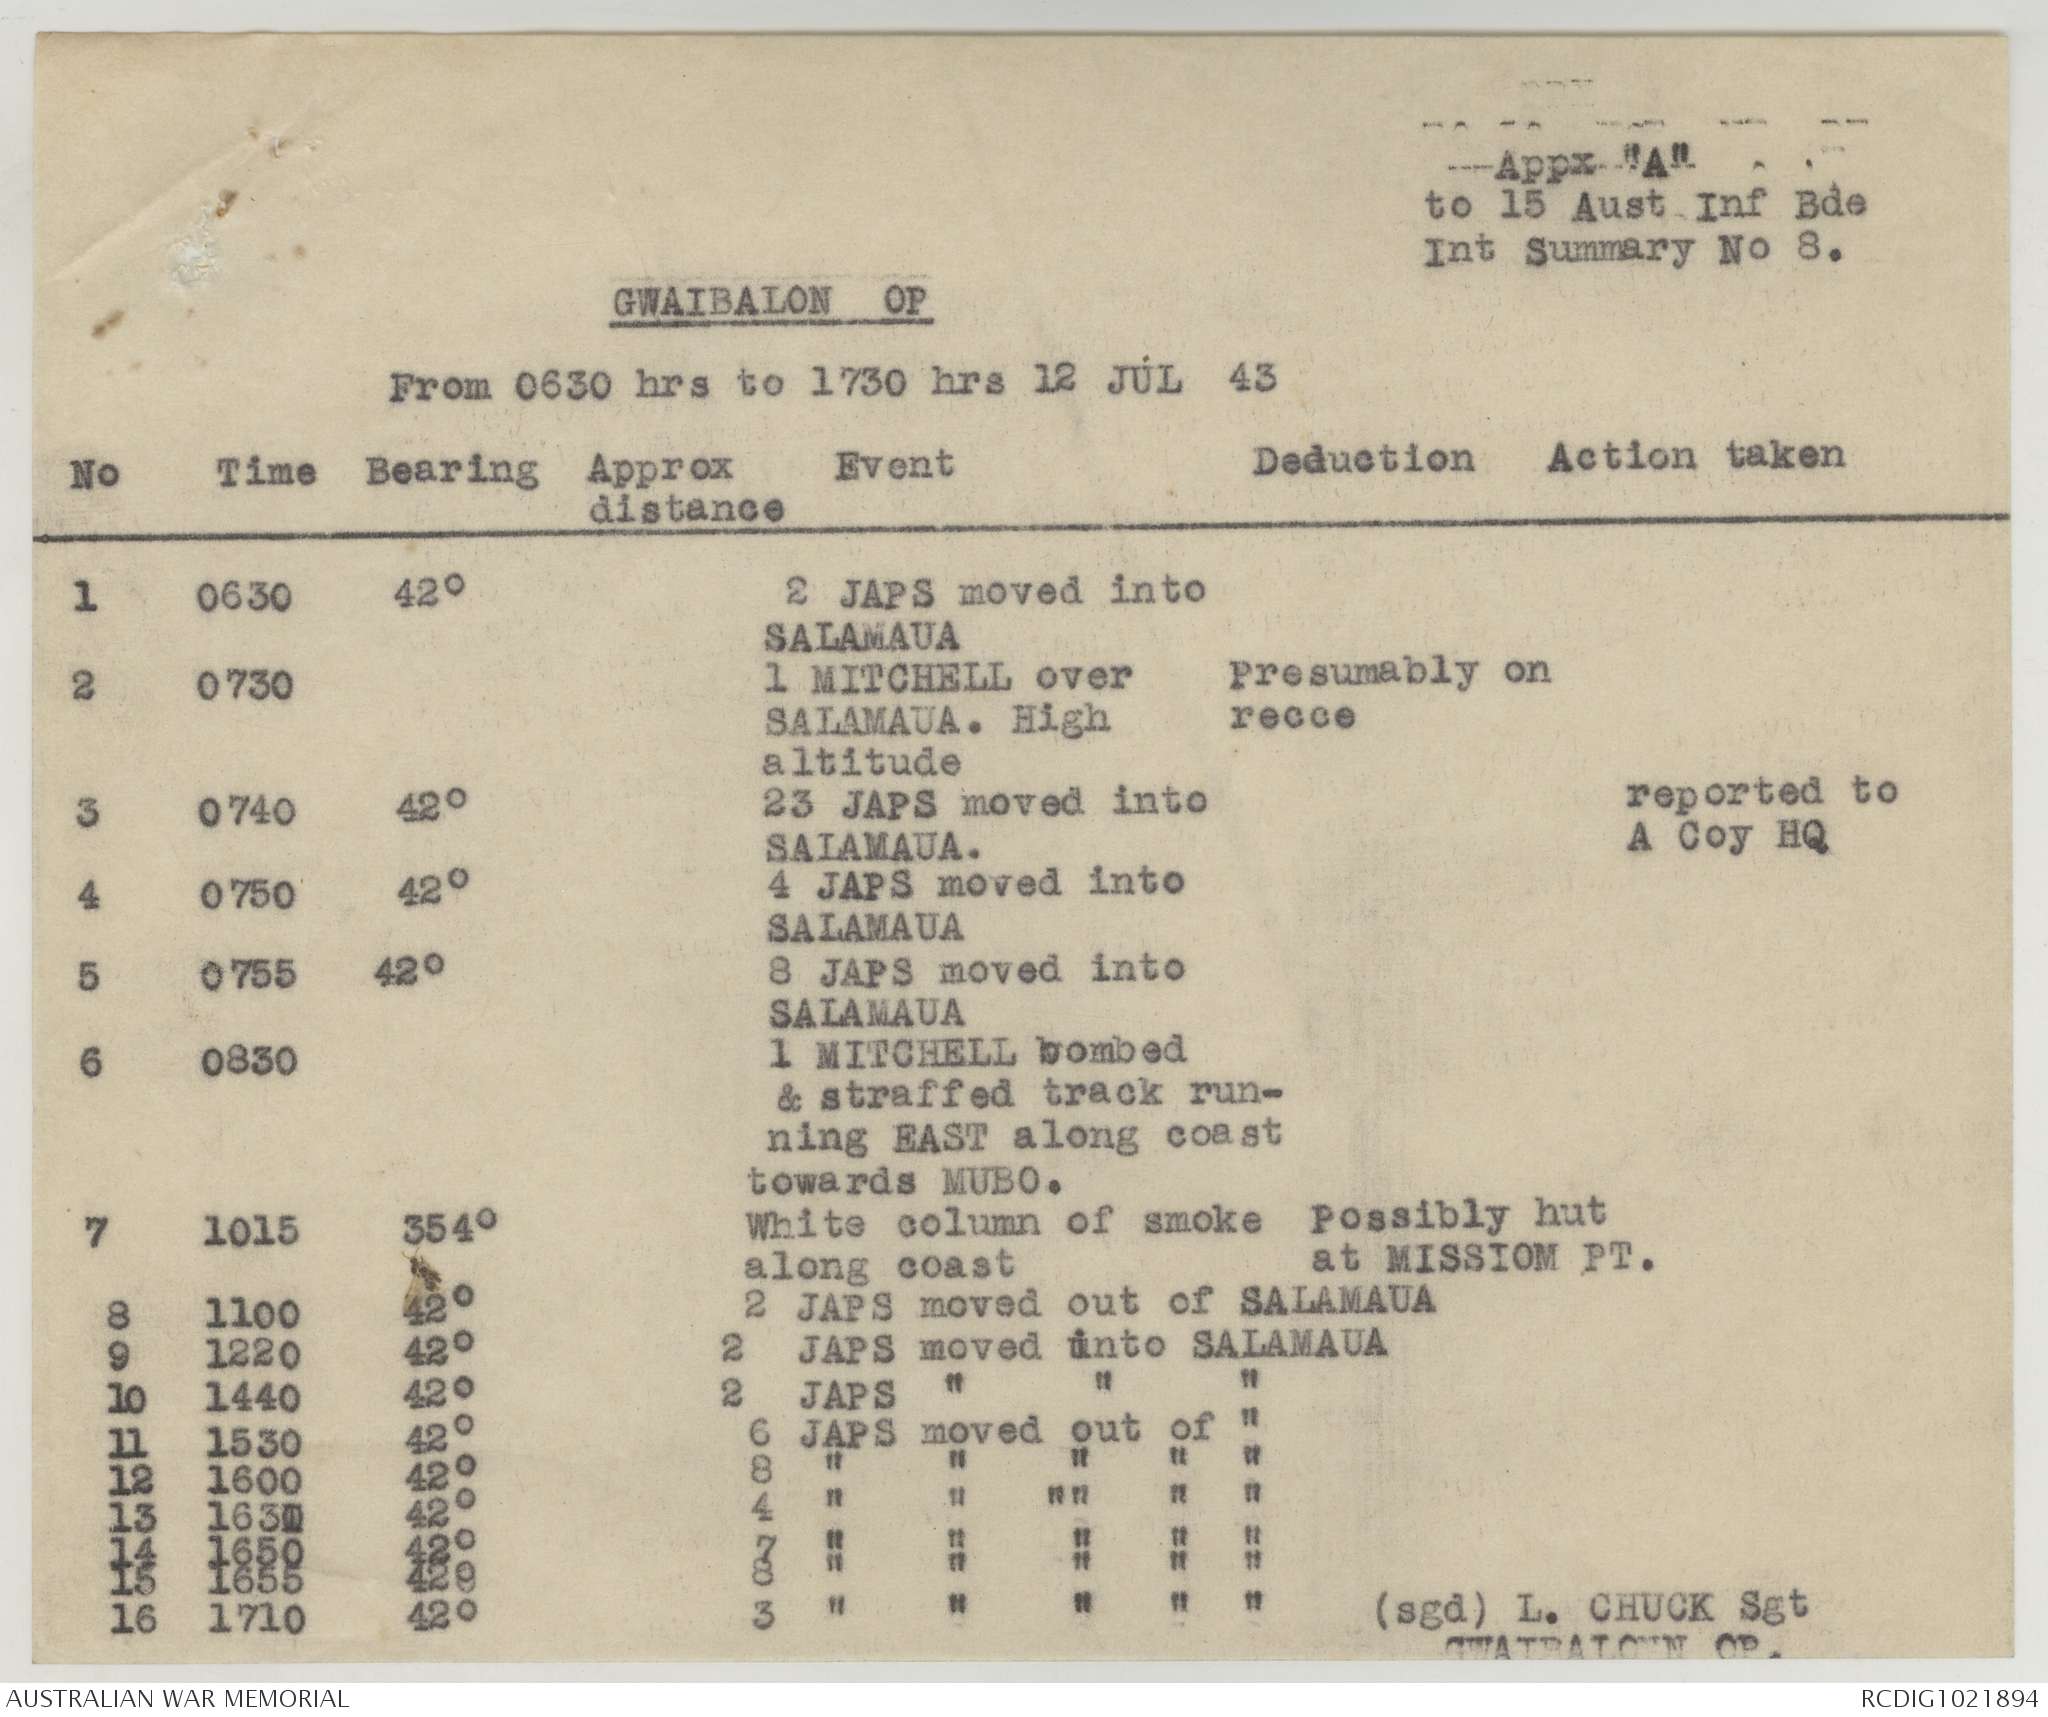 Appx "A"
to 15 Aust Inf Bde
Int Summary No 8.
GWAIBALON OP
From 0630 hrs to 1730 hrs 12 JUL 43
No Time Bearing Approx Event Deduction Action taken
distance
1 0630 42° 2 JAPS moved into
SALAMAUA
2 0730 1 MITCHELL over Presumably on
SALAMAUA. High recce
altitude
3 0740 42° 23 JAPS moved into reported to
SALAMAUA. A Coy HQ
4 0750 42° 4 JAPS moved into
SALAMAUA
5 0755 42° 8 JAPS moved into
SALAMAUA
6 0830 1 MITCHELL bombed
& straffed track run-
ning EAST along coast
towards MUBO.
7 1015 354° White column of smoke Possibly hut
along coast at MISSIOM PT.
8 1100 42° 2 JAPS moved out of SALAMAUA
9 1220 42° 2 JAPS moved into SALAMAUA
10 1440 42° 2 JAPS " " "
11 1530 42° 6 JAPS moved out of "
12 1600 42° 8 " " " " "
13 1630 42° 4 " " "" " "
14 1650 42° 7 " " " " "
15 1655 42° 8 " " " " "
16 1710 42° 3 " " " " " (sgd) L. CHUCK Sgt
OP.
AUSTRALIAN WAR MEMORIAL RCDIG1021894